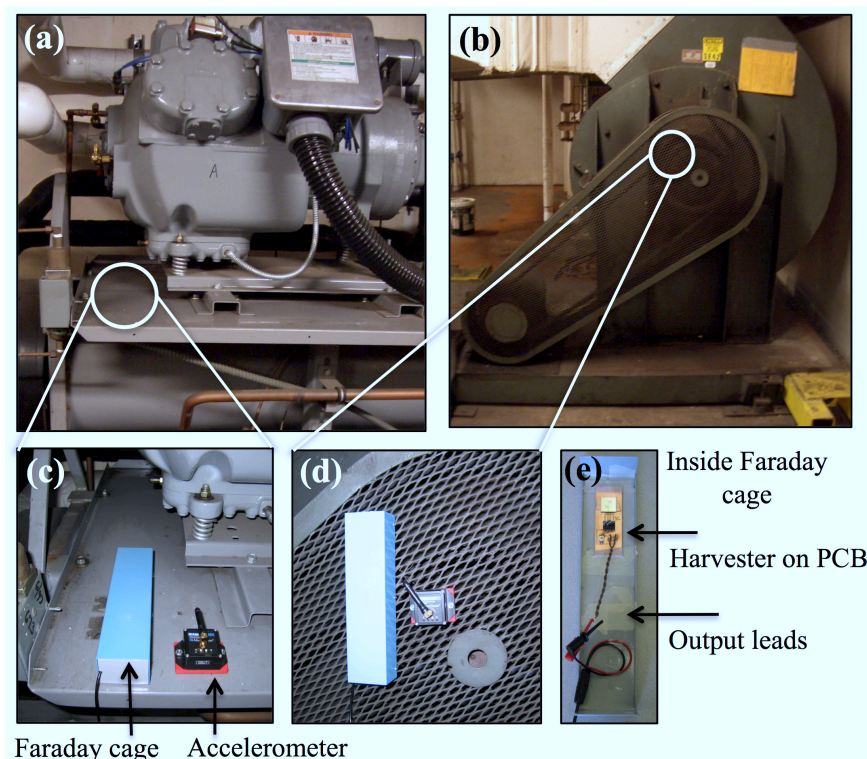 (a)
(b)
A
(c)
(d)
(e)
Inside Faraday
cage
Harvester on PCB
Output leads
Faraday cage
Accelerometer